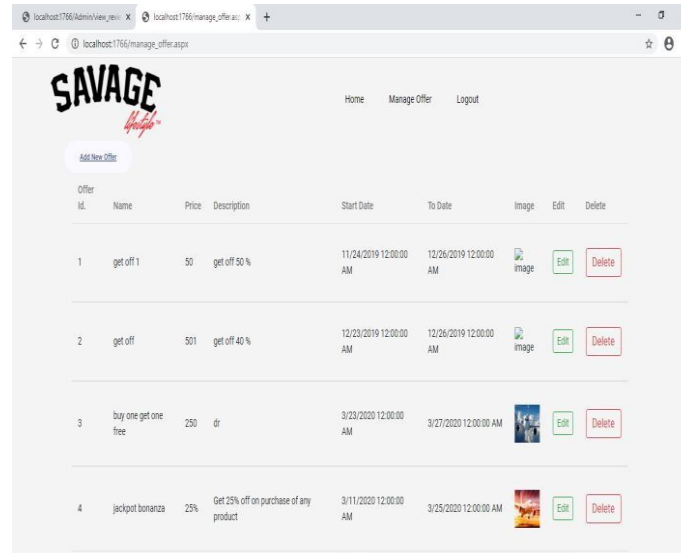 localhost:1766/Admin/view_revie X localhost:1766/manage_offer.asp X +
localhost:1766/manage_offer.aspx
SAVAGE
lifestyle™
Home Manage Offer Logout
Add New Offer
Offer
Id. Name Price Description Start Date To Date Image Edit Delete
1 get off 1 50 get off 50 % 11/24/2019 12:00:00 12/26/2019 12:00:00 image Edit Delete
AM AM
2 get off 501 get off 40 % 12/23/2019 12:00:00 12/26/2019 12:00:00 image Edit Delete
AM AM
3 buy one get one 250 dr 3/23/2020 12:00:00 3/27/2020 12:00:00 AM Edit Delete
free AM
4 jackpot bonanza 25% Get 25% off on purchase of any 3/11/2020 12:00:00 3/25/2020 12:00:00 AM Edit Delete
product AM